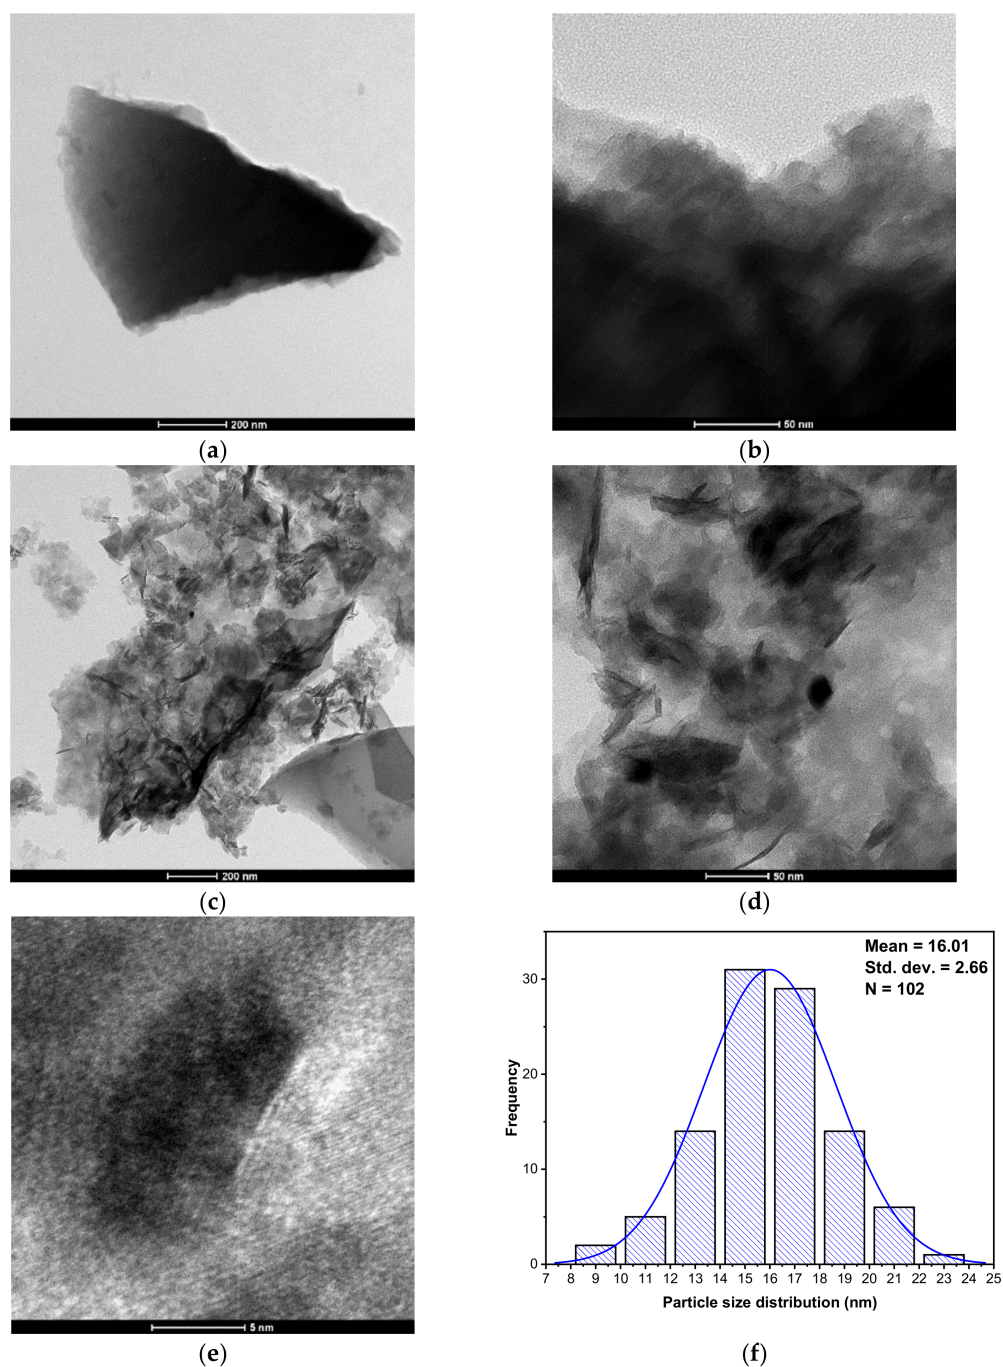 200 nm
50 nm
(a)
(b)
200 nm
50 nm
(c)
(d)
Mean = 16.01
Std. dev. = 2.66
N = 102
30
20
10
0
Frequency
7 8 9 10 11 12 13 14 15 16 17 18 19 20 21 22 23 24 25
Particle size distribution (nm)
5 nm
(e)
(f)